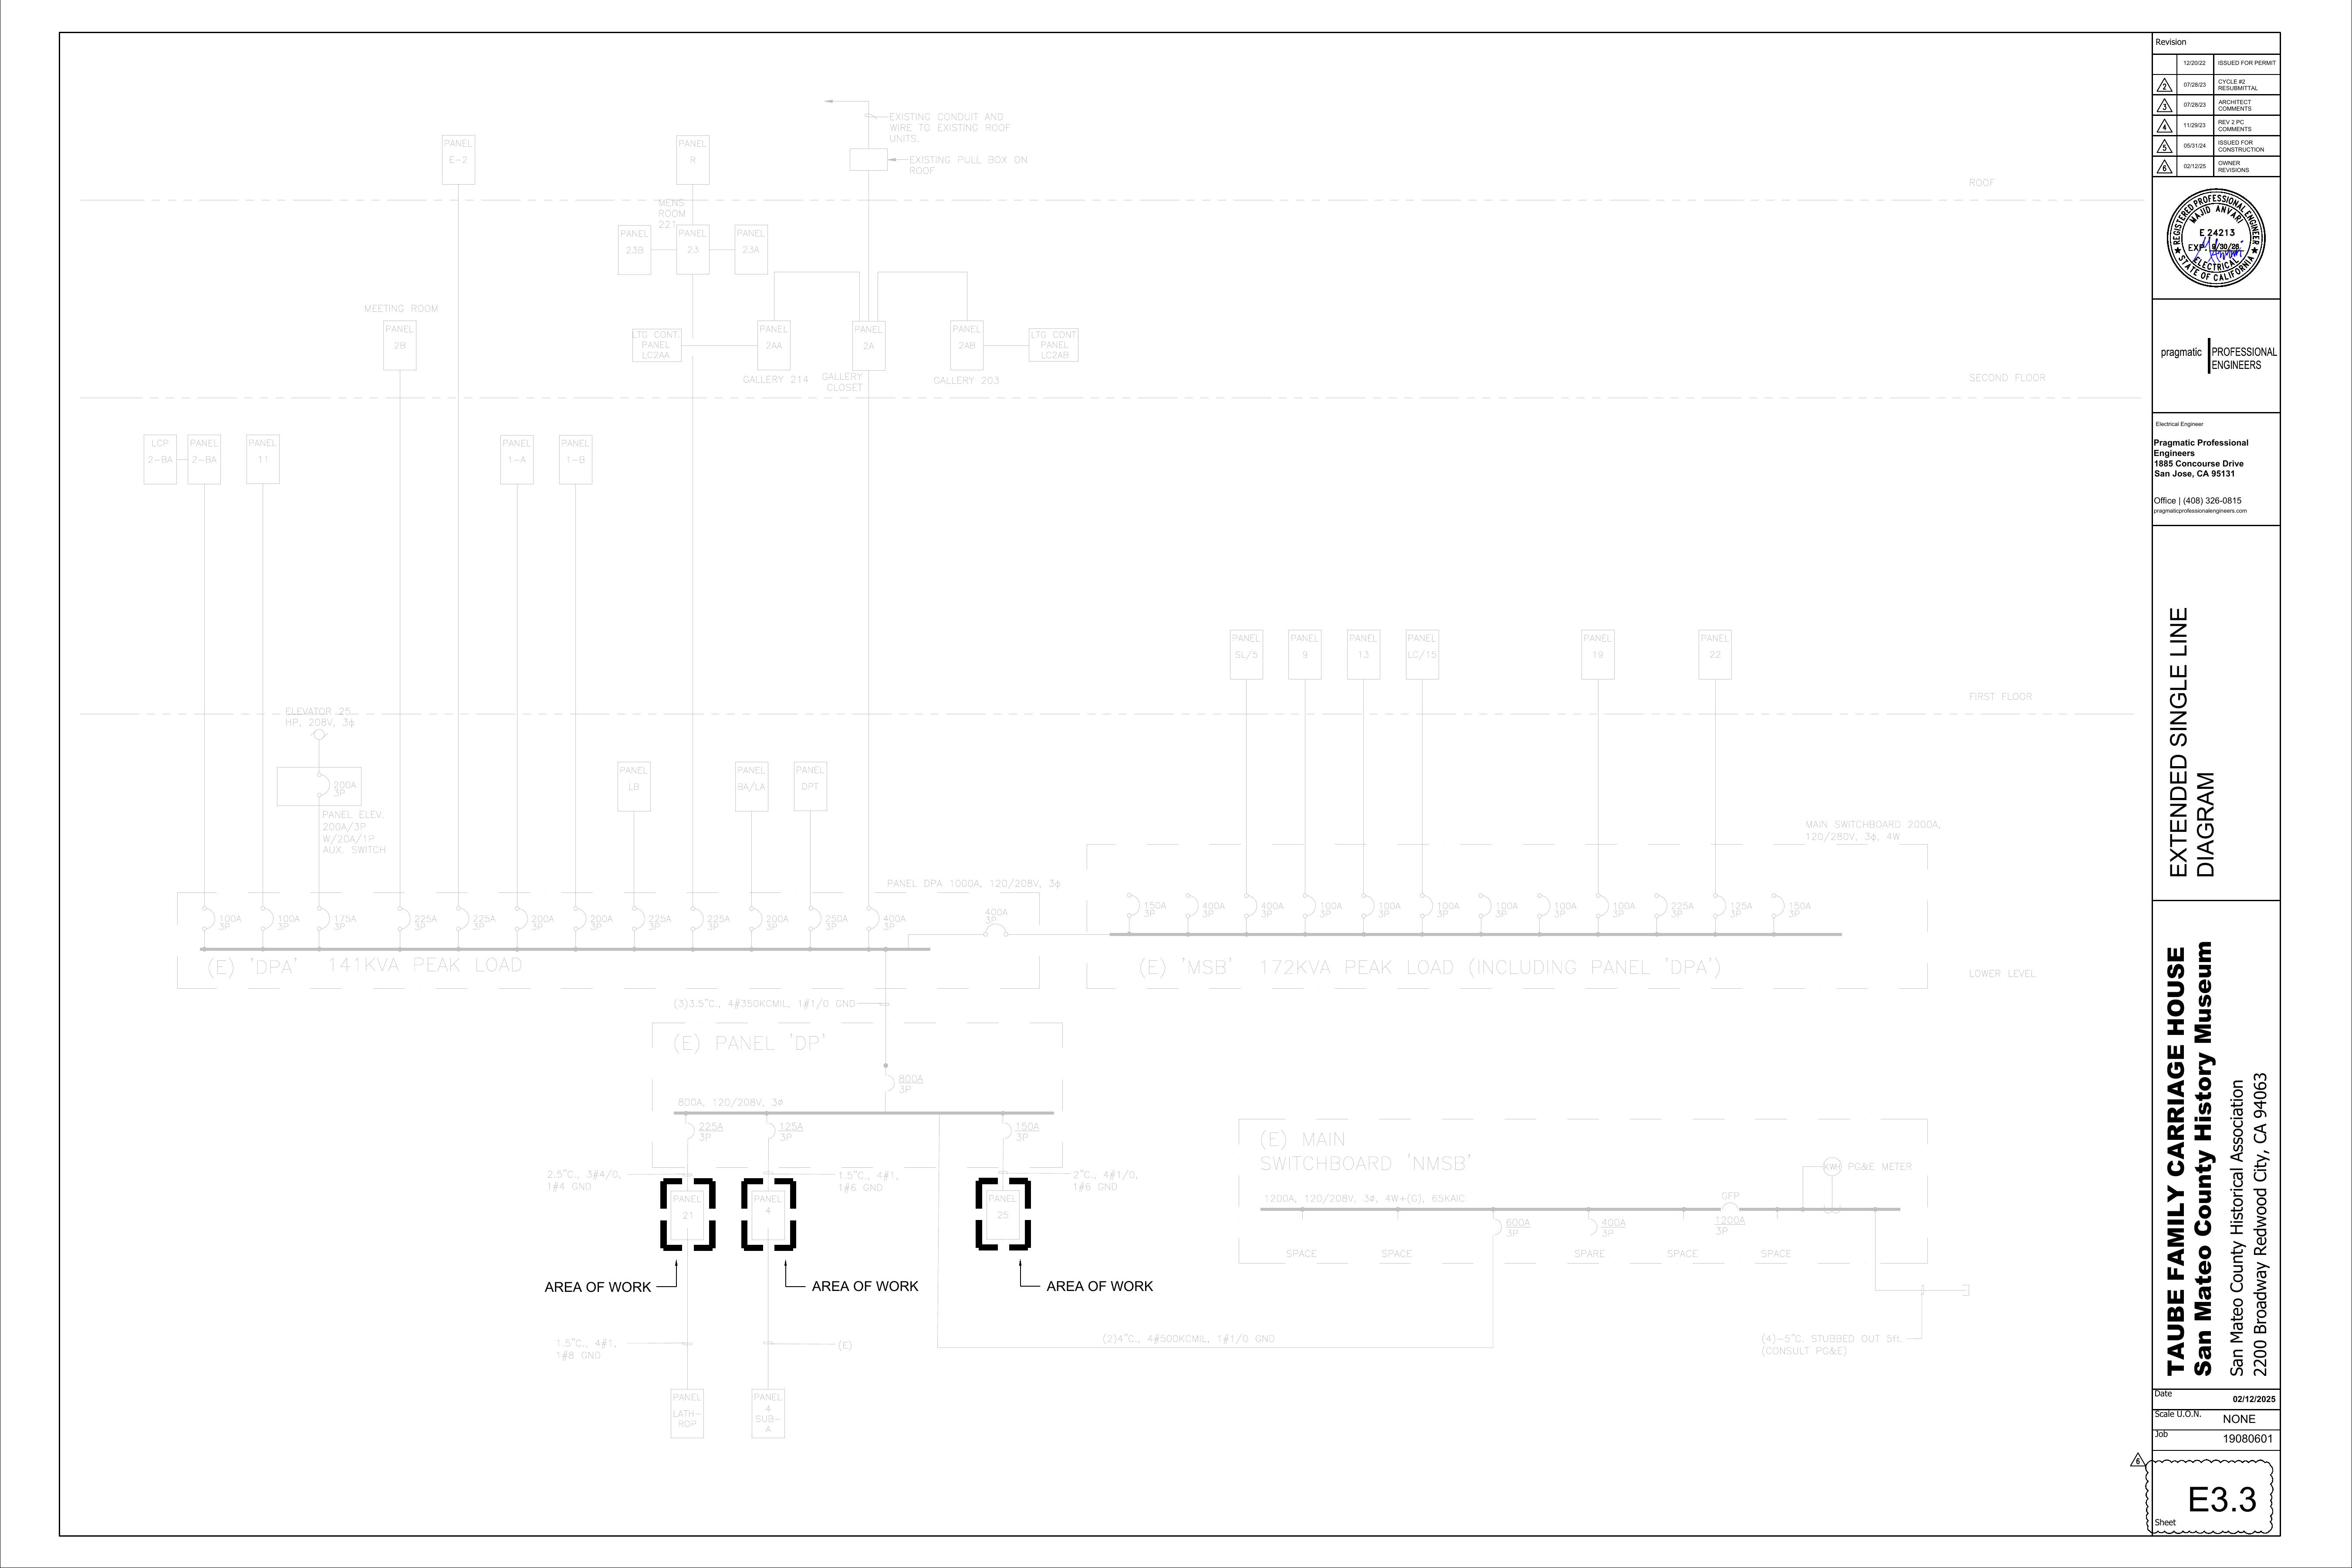 EXISTING CONDUIT AND
WIRE TO EXISTING ROOF
UNITS.
EXISTING PULL BOX ON
ROOF
PANEL
E-2
PANEL
R
ROOF
MENS
ROOM
221
PANEL
23B
PANEL
23
PANEL
23A
MEETING ROOM
PANEL
2B
LTG CONT.
PANEL
LC2AA
PANEL
2AA
PANEL
2A
PANEL
2AB
LTG CONT.
PANEL
LC2AB
GALLERY 214
GALLERY
CLOSET
GALLERY 203
SECOND FLOOR
LCP
2-BA
PANEL
2-BA
PANEL
11
PANEL
1-A
PANEL
1-B
PANEL
SL/5
PANEL
9
PANEL
13
PANEL
LC/15
PANEL
19
PANEL
22
FIRST FLOOR
ELEVATOR 25
HP, 208V, 3ϕ
200A
3P
PANEL ELEV.
200A/3P
W/20A/1P
AUX. SWITCH
PANEL
LB
PANEL
BA/LA
PANEL
DPT
MAIN SWITCHBOARD 2000A,
120/280V, 3ϕ, 4W
PANEL DPA 1000A, 120/208V, 3ϕ
100A
3P
100A
3P
175A
3P
225A
3P
225A
3P
200A
3P
200A
3P
225A
3P
225A
3P
200A
3P
250A
3P
400A
3P
400A
3P
150A
3P
400A
3P
400A
3P
100A
3P
100A
3P
100A
3P
100A
3P
100A
3P
100A
3P
225A
3P
125A
3P
150A
3P
(E) 'DPA' 141KVA PEAK LOAD
(E) 'MSB' 172KVA PEAK LOAD (INCLUDING PANEL 'DPA')
LOWER LEVEL
(3)3.5"C., 4#350KCMIL, 1#1/0 GND
(E) PANEL 'DP'
800A
3P
800A, 120/208V, 3ϕ
225A
3P
125A
3P
150A
3P
2.5"C., 3#4/0,
1#4 GND
1.5"C., 4#1,
1#6 GND
2"C., 4#1/0,
1#6 GND
PANEL
21
PANEL
4
PANEL
25
AREA OF WORK
AREA OF WORK
AREA OF WORK
1.5"C., 4#1,
1#8 GND
(E)
PANEL
LATH-
ROP
PANEL
4
SUB-
A
(2)4"C., 4#500KCMIL, 1#1/0 GND
(E) MAIN
SWITCHBOARD 'NMSB'
KWH PG&E METER
1200A, 120/208V, 3ϕ, 4W+(G), 65KAIC
GFP
1200A
3P
600A
3P
400A
3P
SPACE
SPACE
SPARE
SPACE
SPACE
(4)-5"C. STUBBED OUT 5ft.
(CONSULT PG&E)
Revision
12/20/22 ISSUED FOR PERMIT
2 07/28/23 CYCLE #2
RESUBMITTAL
3 07/28/23 ARCHITECT
COMMENTS
4 11/29/23 REV 2 PC
COMMENTS
5 05/31/24 ISSUED FOR
CONSTRUCTION
6 02/12/25 OWNER
REVISIONS
REGISTERED PROFESSIONAL ENGINEER
MAJID ANVARI
E 24213
EXP. 9/30/26
ELECTRICAL
STATE OF CALIFORNIA
pragmatic PROFESSIONAL
ENGINEERS
Electrical Engineer
Pragmatic Professional
Engineers
1885 Concourse Drive
San Jose, CA 95131
Office | (408) 326-0815
pragmaticprofessionalengineers.com
EXTENDED SINGLE LINE
DIAGRAM
TAUBE FAMILY CARRIAGE HOUSE
San Mateo County History Museum
San Mateo County Historical Association
2200 Broadway Redwood City, CA 94063
Date
02/12/2025
Scale U.O.N.
NONE
Job
19080601
6
E3.3
Sheet